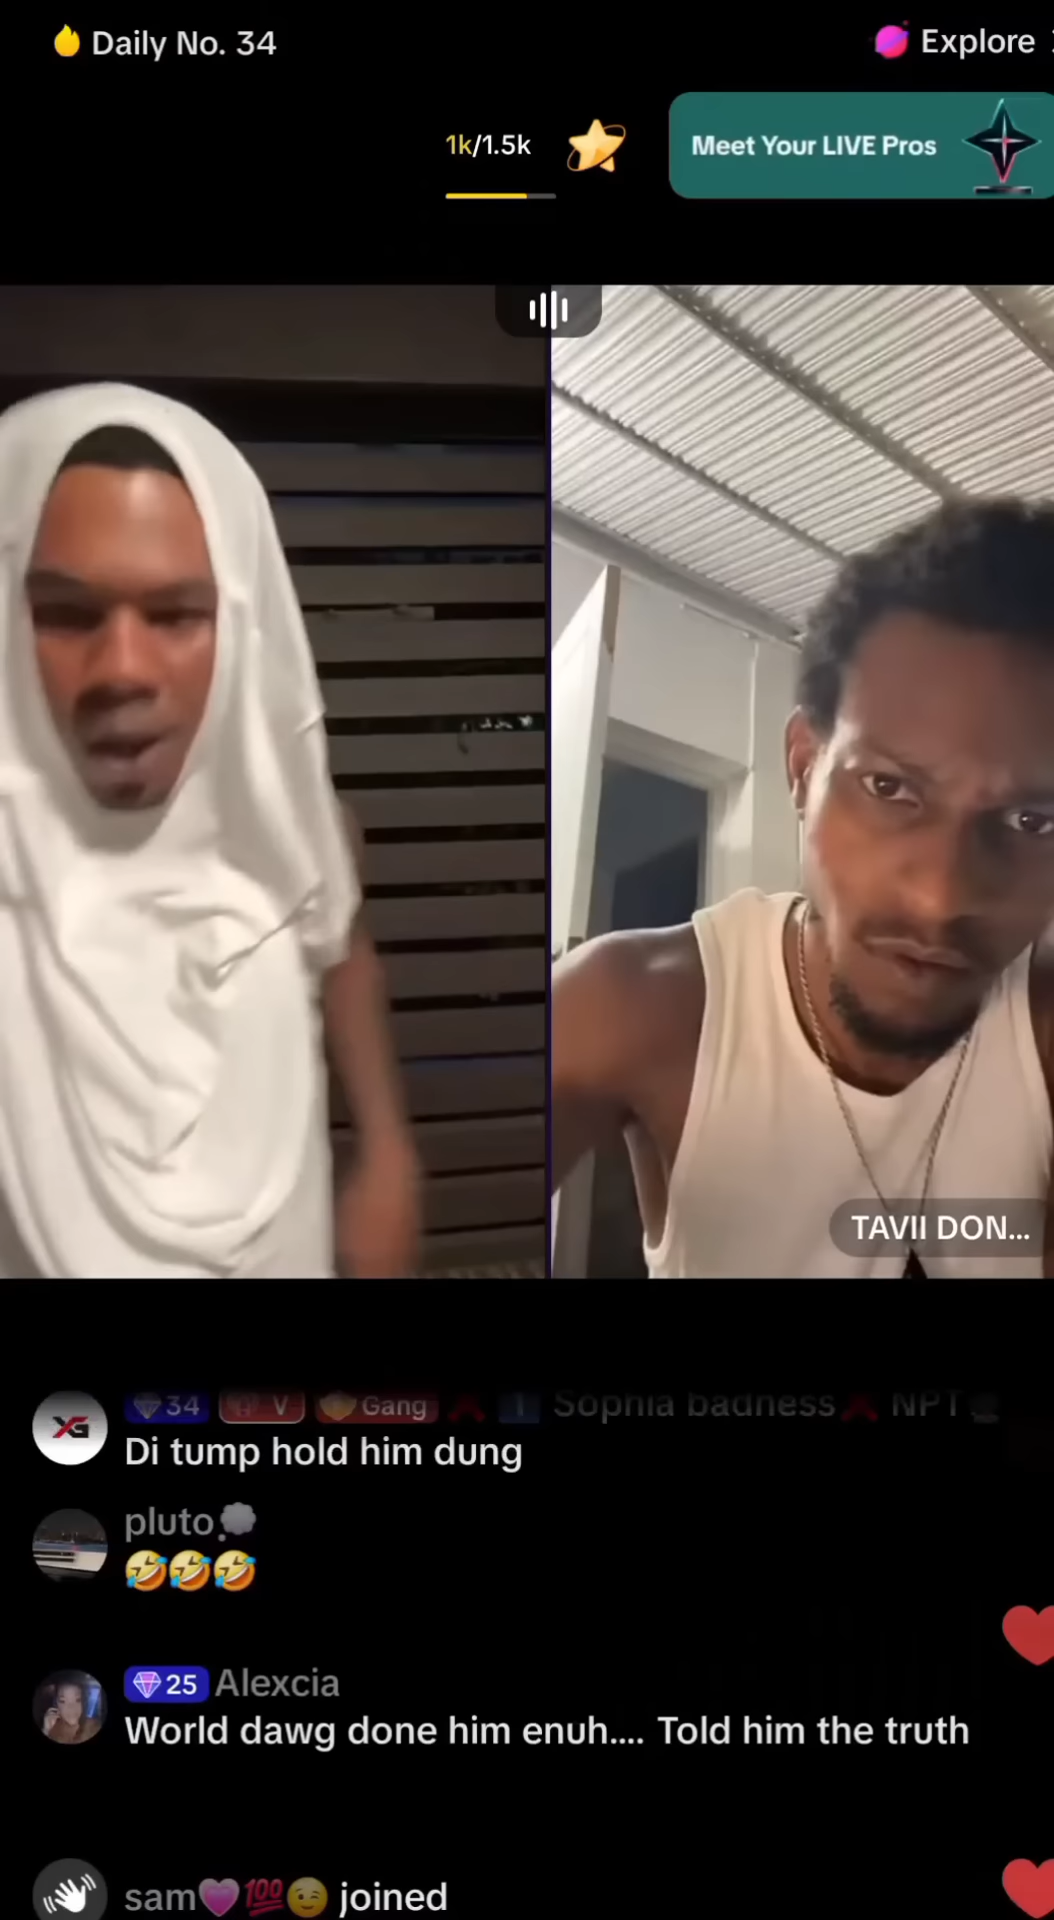 Daily No. 34
Explore
1k/1.5k
Meet Your LIVE Pros
TAVII DON...
34 V Gang Sophia badness NPT
Di tump hold him dung
pluto
🤣🤣🤣
25 Alexcia
World dawg done him enuh.... Told him the truth
sam💗💯😉 joined